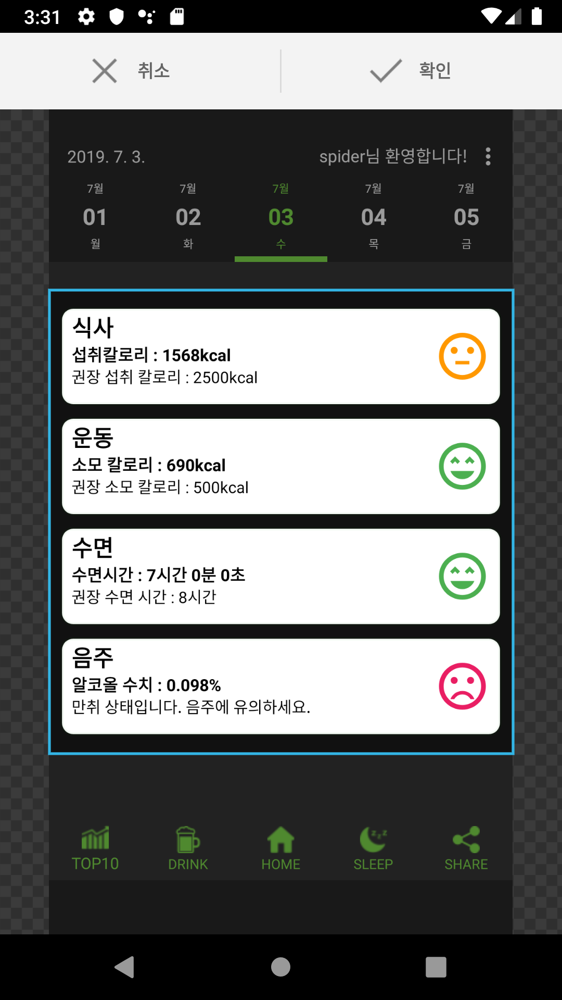 3:31
취소
확인
2019. 7. 3.
spider님 환영합니다!
7월 7월 7월 7월 7월
01 02 03 04 05
월 화 수 목 금
식사
섭취칼로리 : 1568kcal
권장 섭취 칼로리 : 2500kcal
운동
소모 칼로리 : 690kcal
권장 소모 칼로리 : 500kcal
수면
수면시간 : 7시간 0분 0초
권장 수면 시간 : 8시간
음주
알코올 수치 : 0.098%
만취 상태입니다. 음주에 유의하세요.
TOP10 DRINK HOME SLEEP SHARE